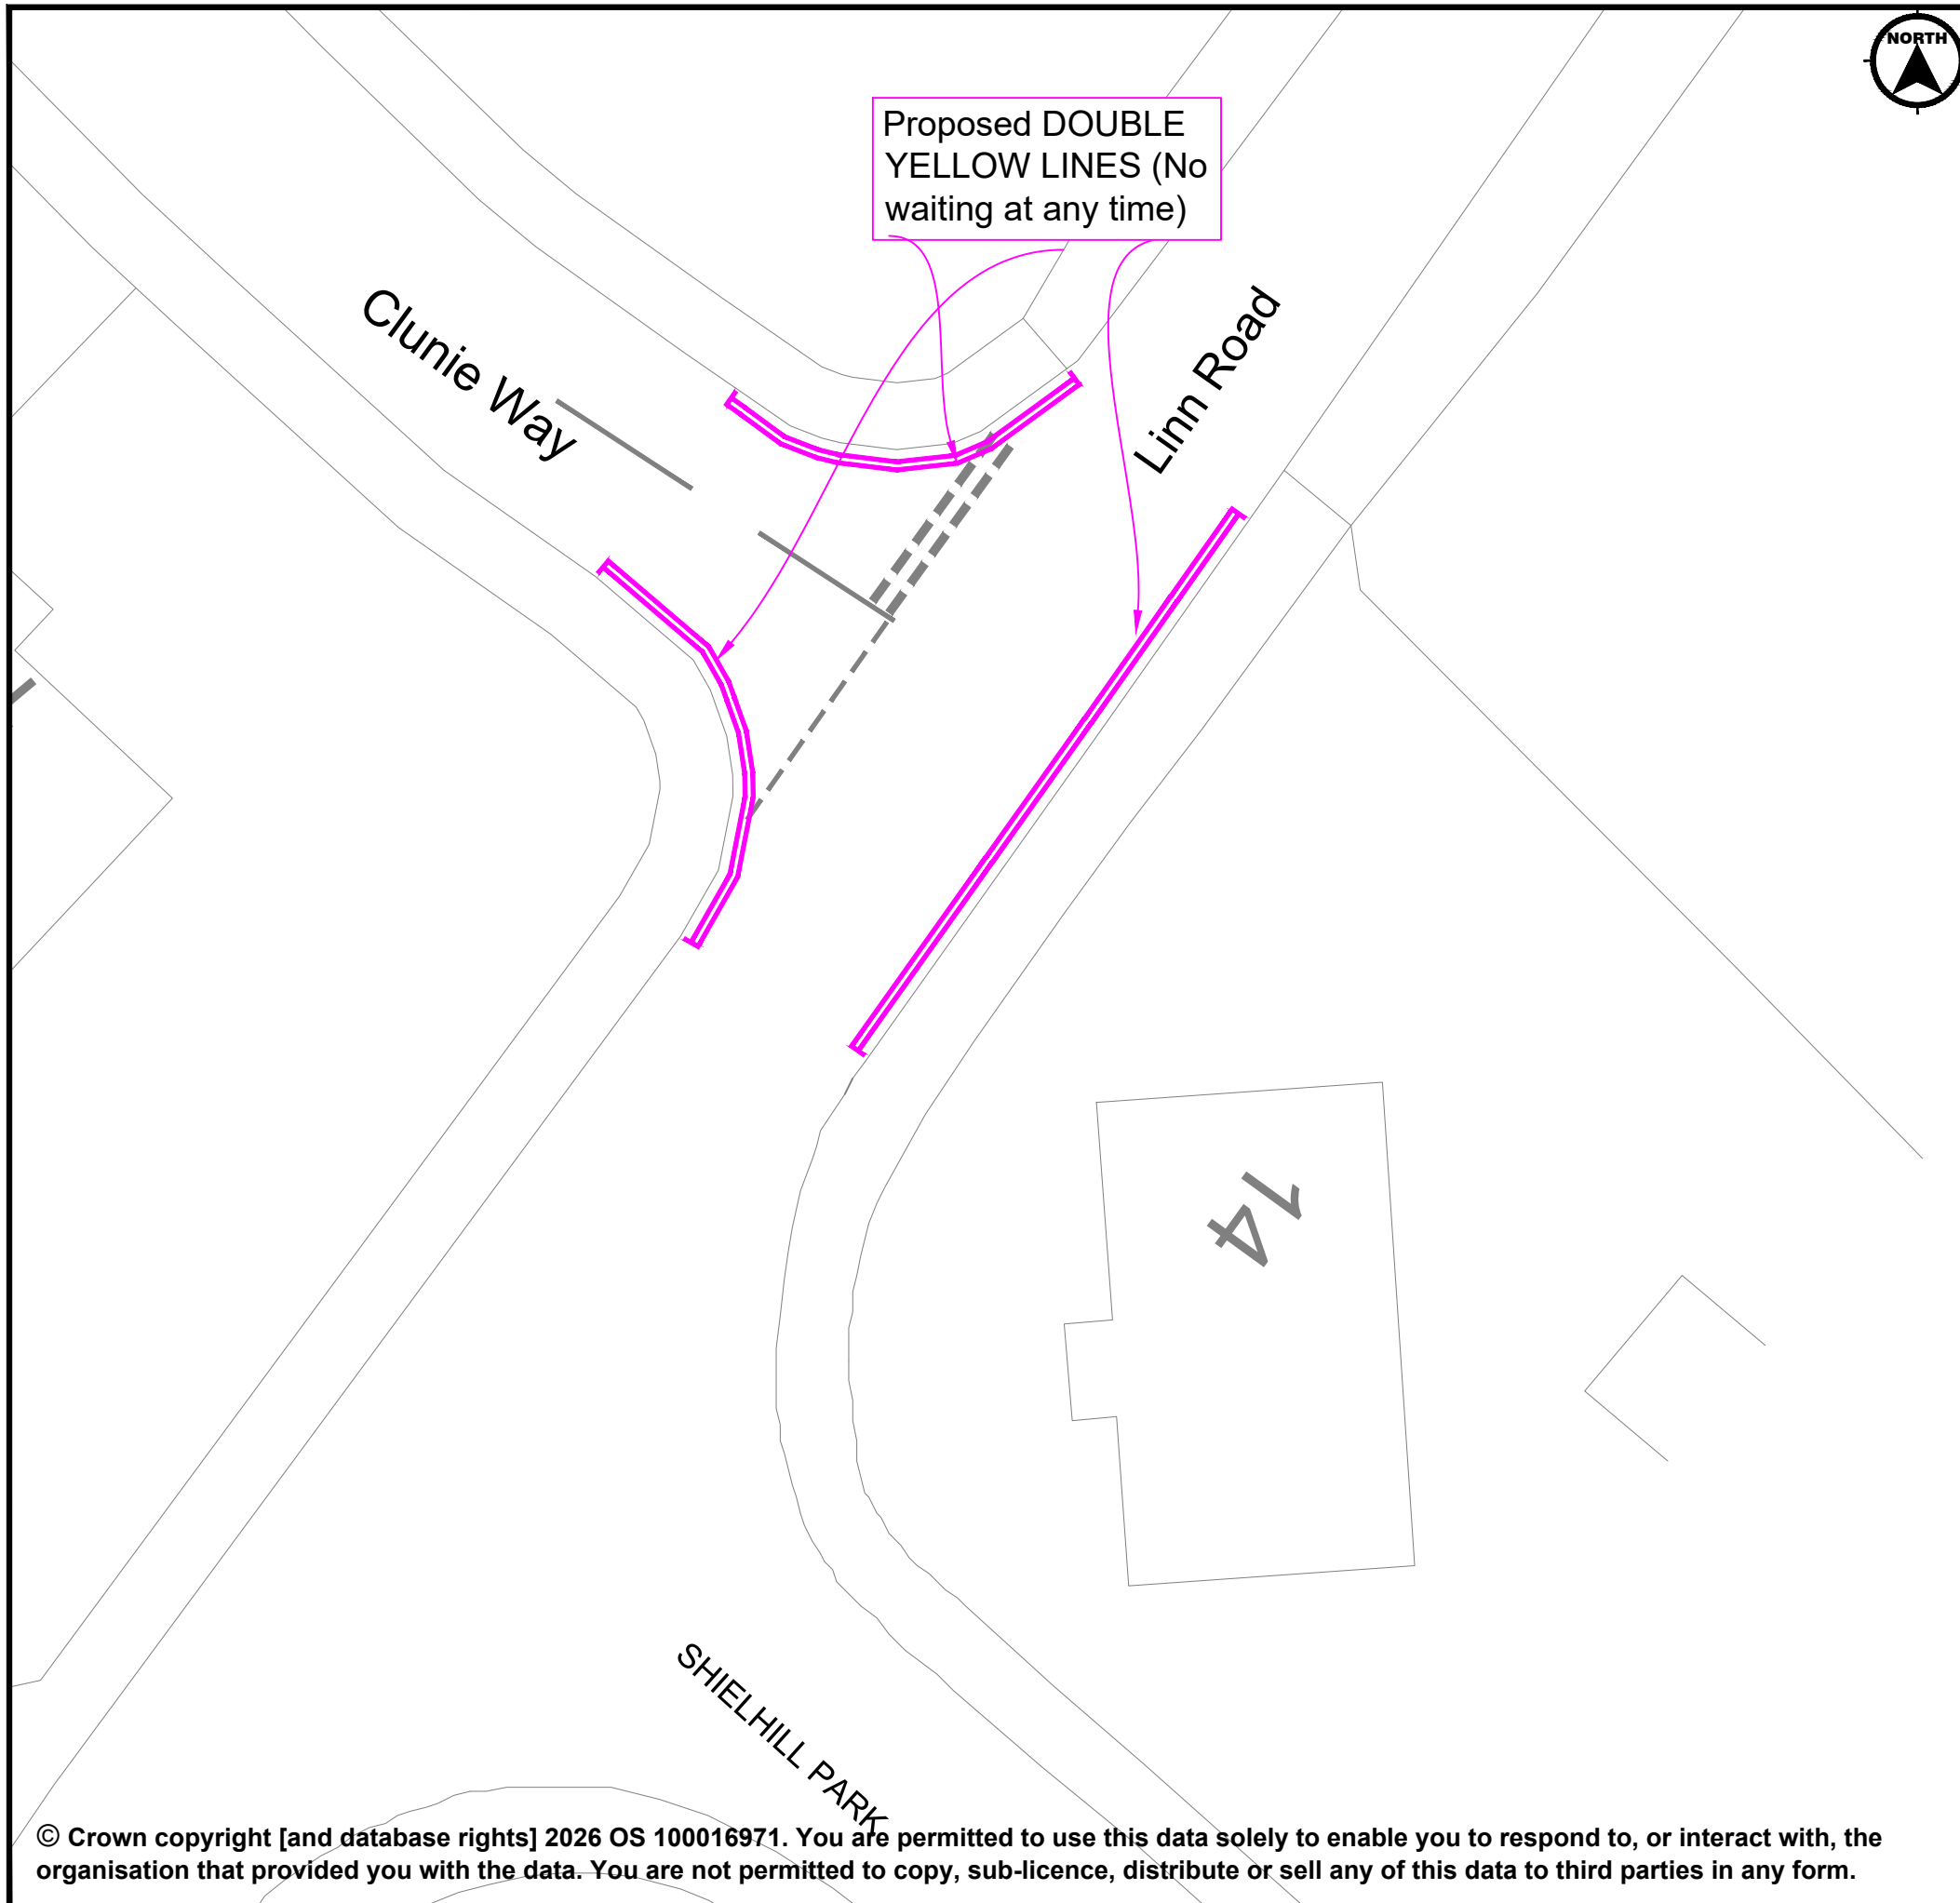 NORTH
Proposed DOUBLE
YELLOW LINES (No
waiting at any time)
Clunie Way
Linn Road
14
SHIELHILL PARK
© Crown copyright [and database rights] 2026 OS 100016971. You are permitted to use this data solely to enable you to respond to, or interact with, the
organisation that provided you with the data. You are not permitted to copy, sub-licence, distribute or sell any of this data to third parties in any form.